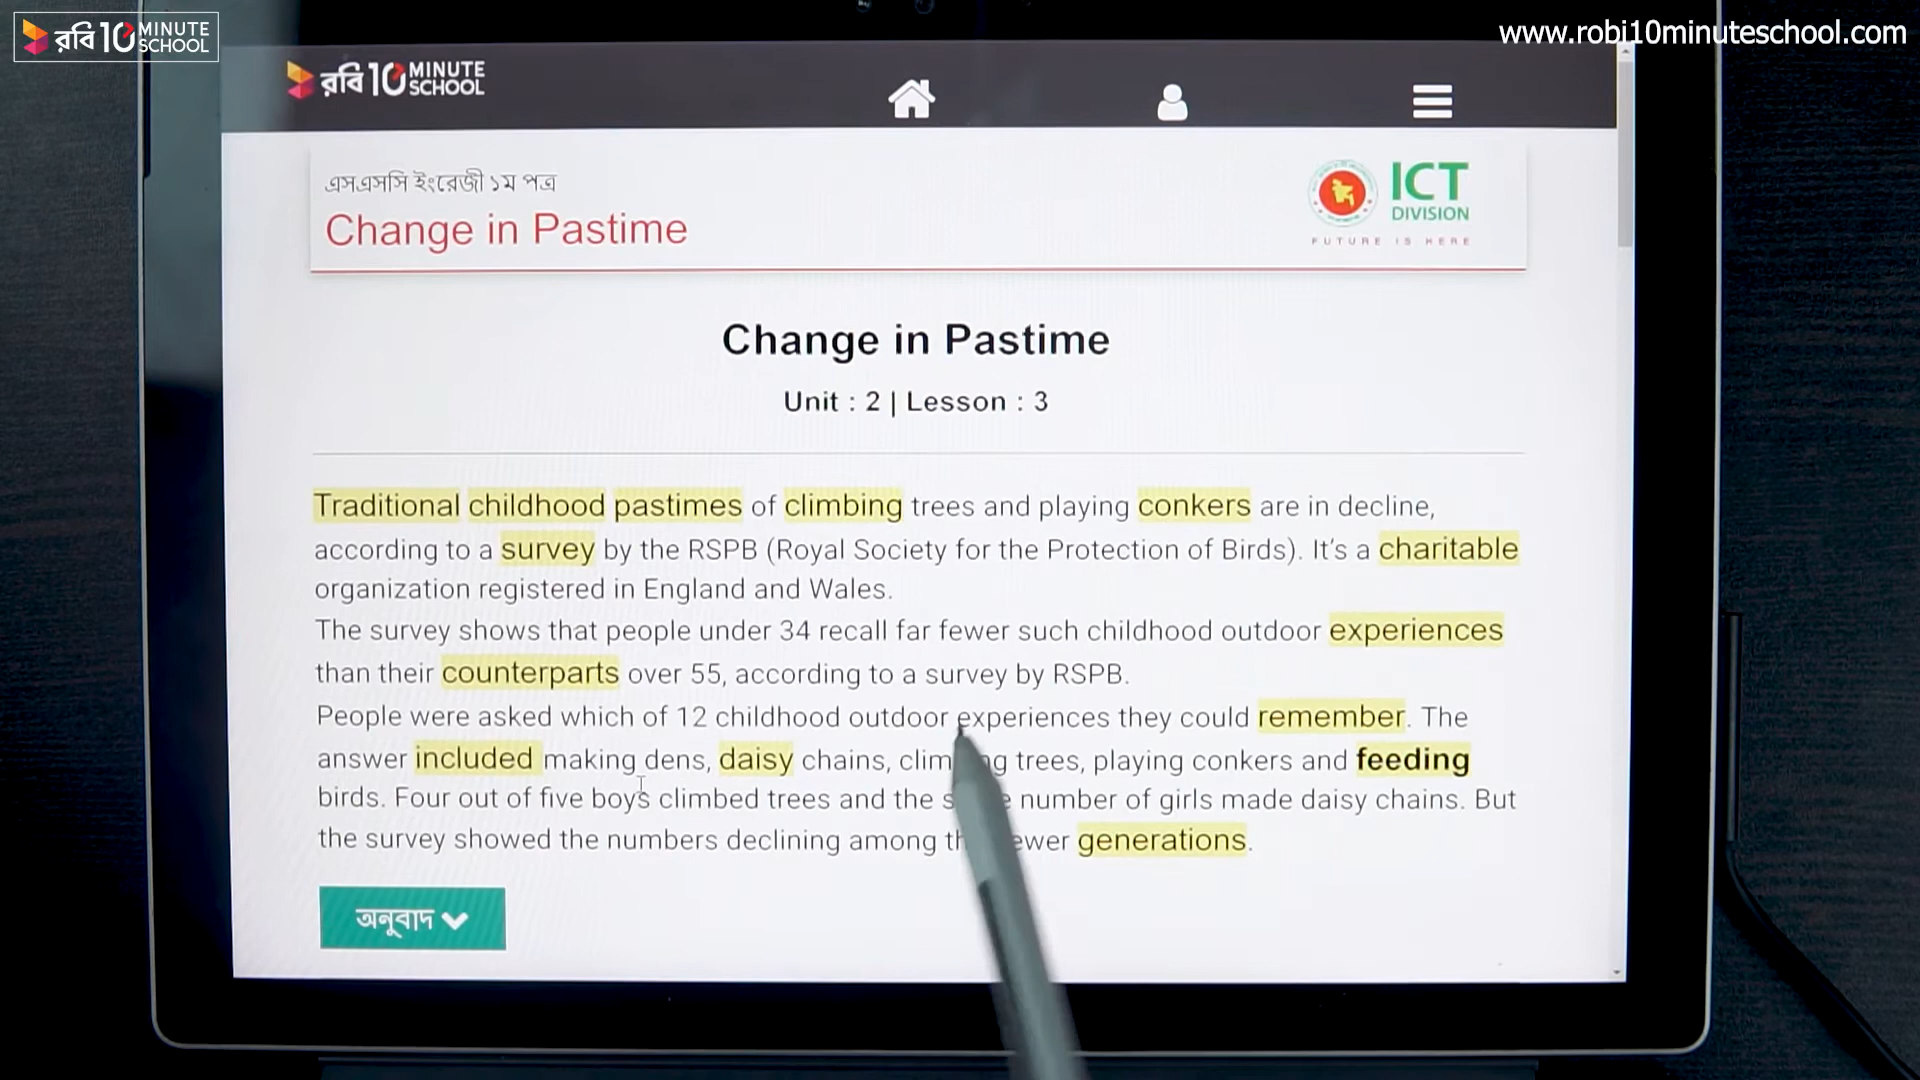 রবি 10 MINUTE SCHOOL
www.robi10minuteschool.com
রবি 10 MINUTE SCHOOL
এসএসসি ইংরেজী ১ম পত্র
Change in Pastime
ICT
DIVISION
FUTURE IS HERE
Change in Pastime
Unit : 2 | Lesson : 3
Traditional childhood pastimes of climbing trees and playing conkers are in decline,
according to a survey by the RSPB (Royal Society for the Protection of Birds). It's a charitable
organization registered in England and Wales.
The survey shows that people under 34 recall far fewer such childhood outdoor experiences
than their counterparts over 55, according to a survey by RSPB.
People were asked which of 12 childhood outdoor experiences they could remember. The
answer included making dens, daisy chains, trees, playing conkers and feeding
birds. Four out of five boys climbed trees and the number of girls made daisy chains. But
the survey showed the numbers declining among generations.
অনুবাদ